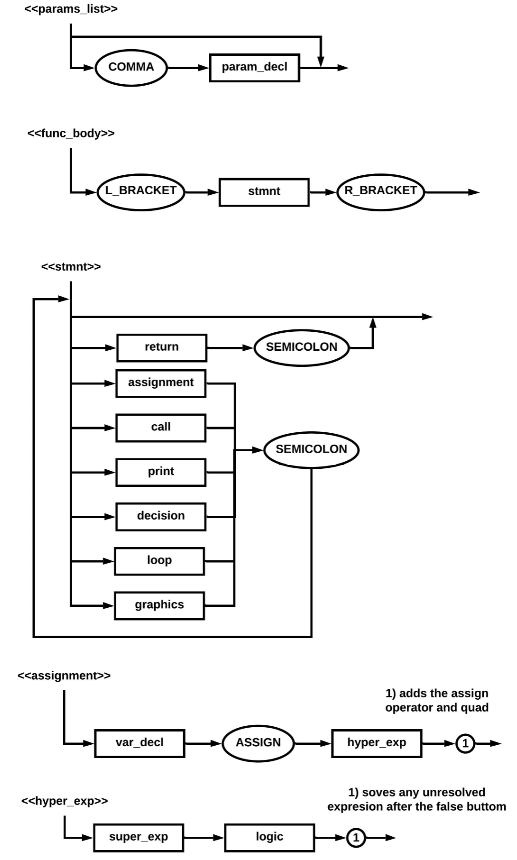 <<params_list>>
COMMA
param_decl
<<func_body>>
L_BRACKET
stmnt
R_BRACKET
<<stmnt>>
return
SEMICOLON
assignment
call
SEMICOLON
print
decision
loop
graphics
<<assignment>>
1) adds the assign
operator and quad
var_decl
ASSIGN
hyper_exp
1
<<hyper_exp>>
1) soves any unresolved
expresion after the false buttom
super_exp
logic
1